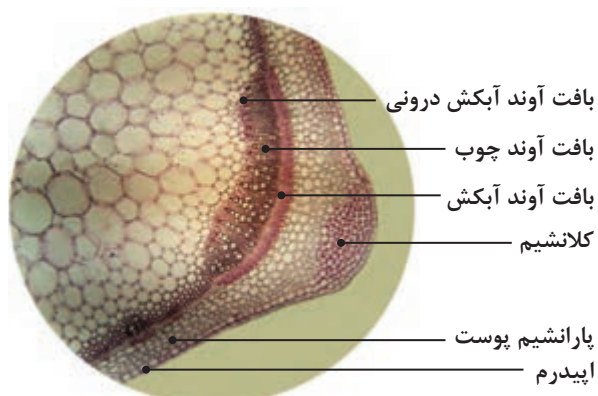 بافت آوند آبکش درونی
بافت آوند چوب
بافت آوند آبکش
کلانشیم
پارانشیم پوست
اپیدرم